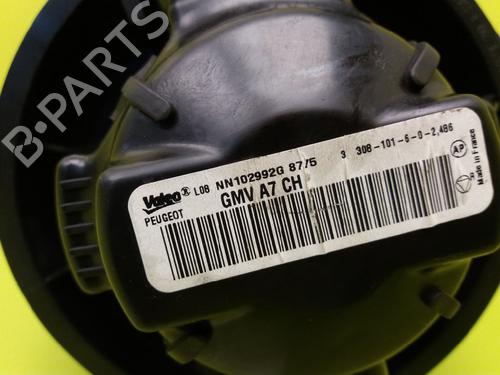 B-PARTS
Valeo ® L08 NN102992G 87/5 3 308-101-6-0-2,486
PEUGEOT GMV A7 CH AP
Made in France